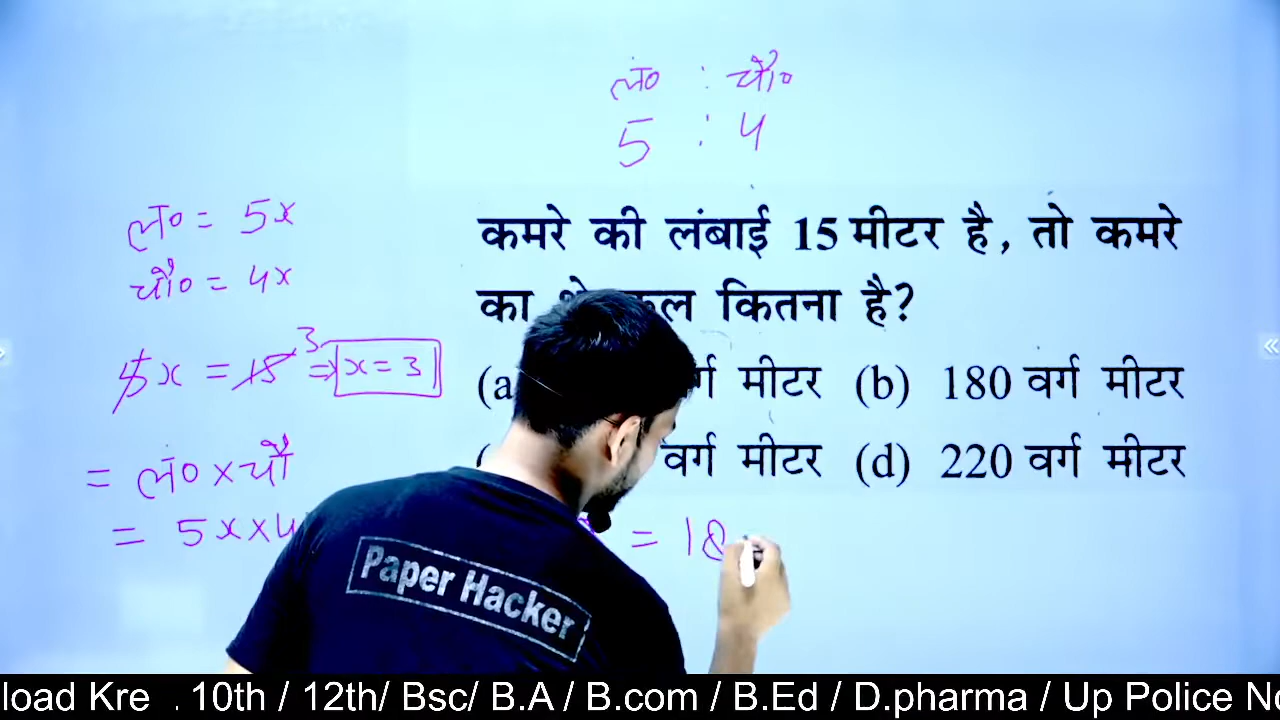 लं० : चौ०
5 : 4
लं० = 5x
चौ० = 4x
5x = 15 3 ⇒ x = 3
= लं० × चौ
= 5x × 4
= 18
कमरे की लंबाई 15 मीटर है, तो कमरे
का कितना है?
(a मीटर (b) 180 वर्ग मीटर
वर्ग मीटर (d) 220 वर्ग मीटर
Paper Hacker
load Kre . 10th / 12th/ Bsc/ B.A / B.com / B.Ed / D.pharma / Up Police No